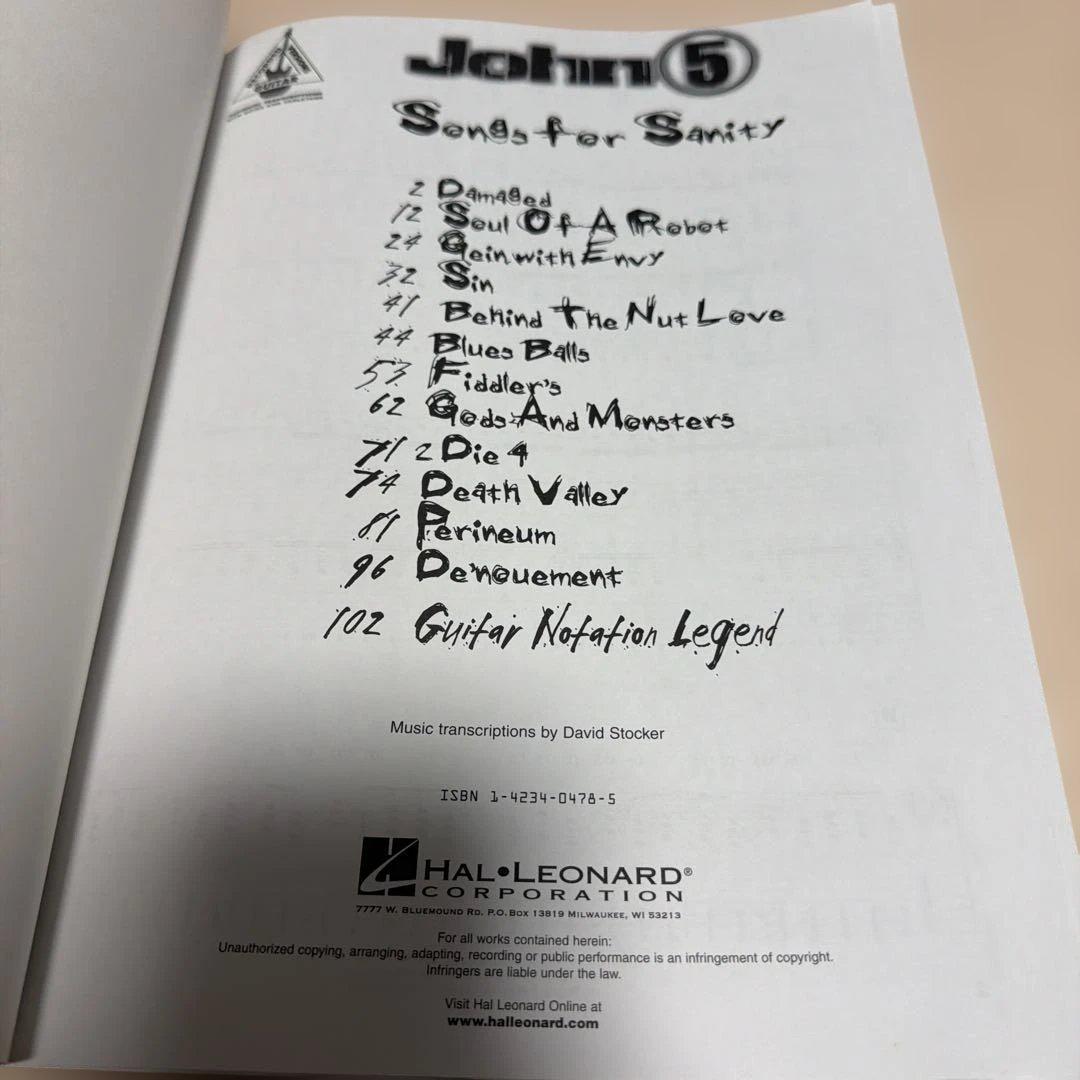 GUITAR
John 5
Songs for Sanity
2 Damaged
12 Soul Of A Robot
24 Gein with Envy
32 Sin
41 Behind The Nut Love
44 Blues Balls
53 Fiddler's
62 Gods And Monsters
71 2 Die 4
74 Death Valley
81 Perineum
96 De'nouement
102 Guitar Notation Legend
Music transcriptions by David Stocker
ISBN 1-4234-0478-5
HAL•LEONARD®
CORPORATION
7777 W. BLUEMOUND RD. P.O. BOX 13819 MILWAUKEE, WI 53213
For all works contained herein:
Unauthorized copying, arranging, adapting, recording or public performance is an infringement of copyright.
Infringers are liable under the law.
Visit Hal Leonard Online at
www.halleonard.com